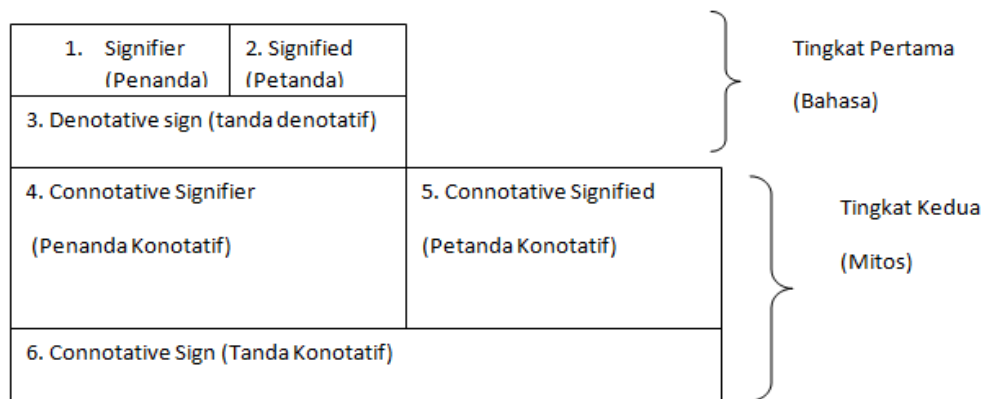 1. Signifier
(Penanda)
2. Signified
(Petanda)
3. Denotative sign (tanda denotatif)
Tingkat Pertama
(Bahasa)
4. Connotative Signifier
(Penanda Konotatif)
5. Connotative Signified
(Petanda Konotatif)
Tingkat Kedua
(Mitos)
6. Connotative Sign (Tanda Konotatif)